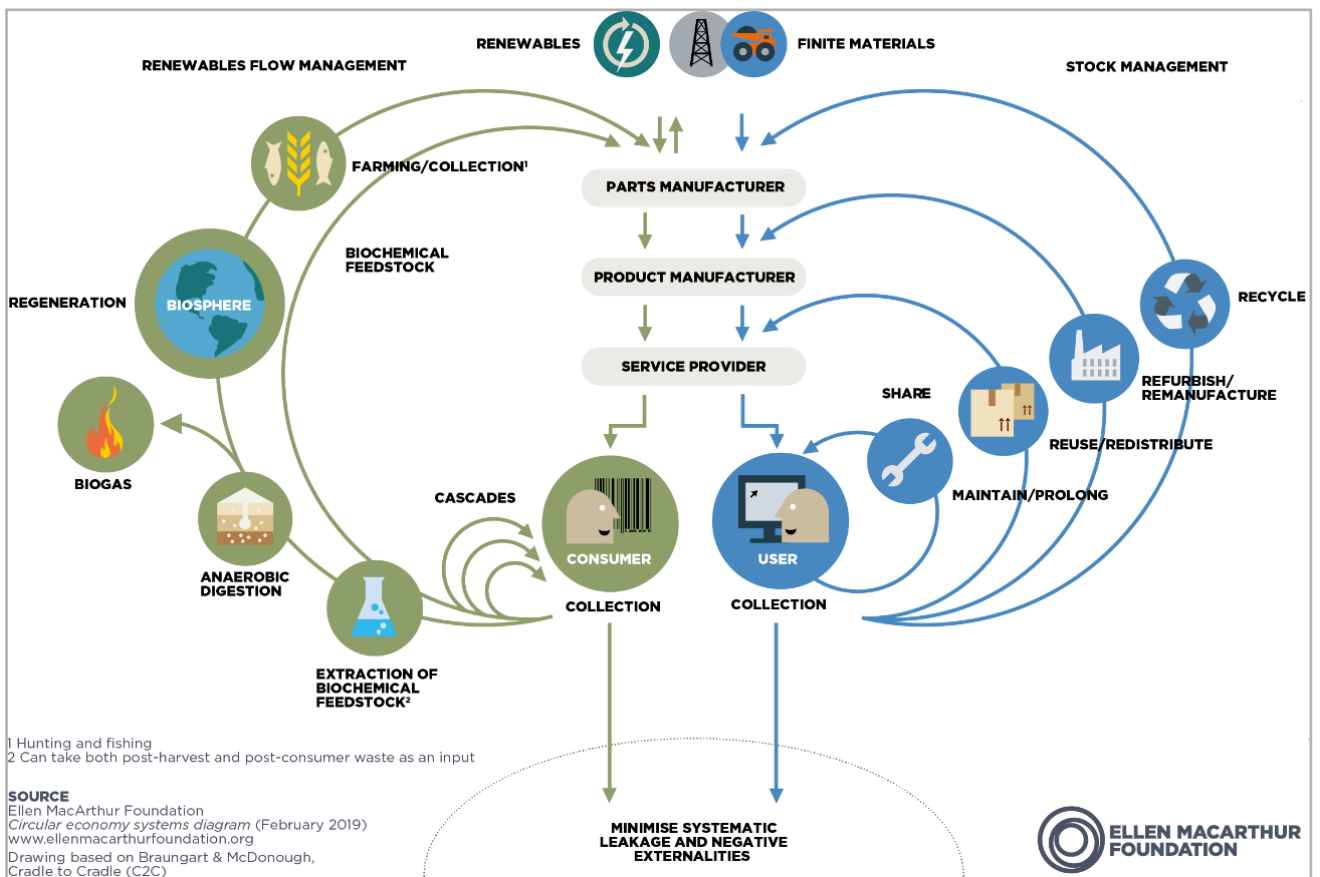 RENEWABLES
FINITE MATERIALS
RENEWABLES FLOW MANAGEMENT
STOCK MANAGEMENT
FARMING/COLLECTION¹
PARTS MANUFACTURER
BIOCHEMICAL
FEEDSTOCK
PRODUCT MANUFACTURER
REGENERATION
BIOSPHERE
RECYCLE
SERVICE PROVIDER
SHARE
REFURBISH/
REMANUFACTURE
REUSE/REDISTRIBUTE
BIOGAS
CASCADES
MAINTAIN/PROLONG
CONSUMER
USER
ANAEROBIC
DIGESTION
COLLECTION
COLLECTION
EXTRACTION OF
BIOCHEMICAL
FEEDSTOCK²
1 Hunting and fishing
2 Can take both post-harvest and post-consumer waste as an input
SOURCE
Ellen MacArthur Foundation
Circular economy systems diagram (February 2019)
www.ellenmacarthurfoundation.org
Drawing based on Braungart & McDonough,
Cradle to Cradle (C2C)
MINIMISE SYSTEMATIC
LEAKAGE AND NEGATIVE
EXTERNALITIES
ELLEN MACARTHUR
FOUNDATION